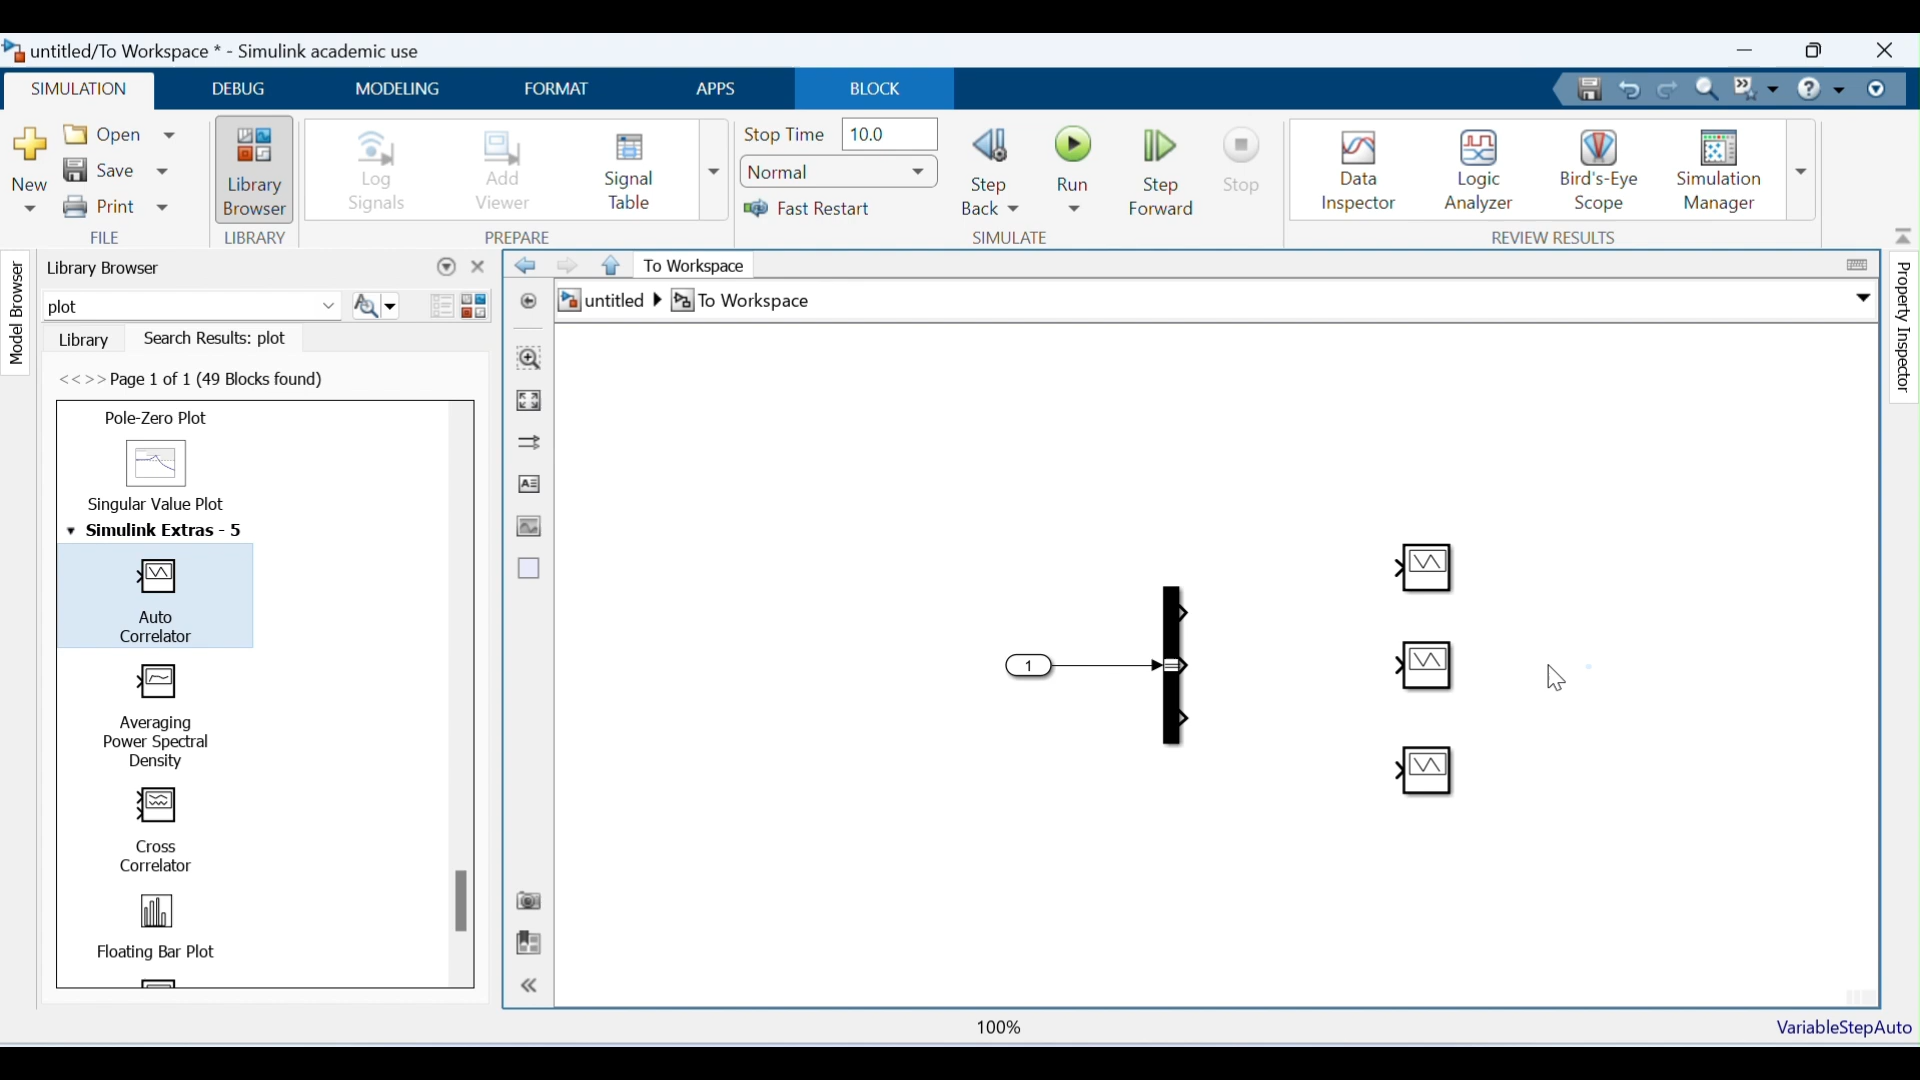 untitled/To Workspace * - Simulink academic use
SIMULATION DEBUG MODELING FORMAT APPS BLOCK
New
Open
Save
Print
FILE
Library
Browser
LIBRARY
Log
Signals
Add
Viewer
Signal
Table
PREPARE
Stop Time 10.0
Normal
Fast Restart
Step
Back
Run
Step
Forward
Stop
SIMULATE
Data
Inspector
Logic
Analyzer
Bird's-Eye
Scope
Simulation
Manager
REVIEW RESULTS
Model Browser
Library Browser
plot
Library Search Results: plot
<< >> Page 1 of 1 (49 Blocks found)
Pole-Zero Plot
Singular Value Plot
Simulink Extras - 5
Auto
Correlator
Averaging
Power Spectral
Density
Cross
Correlator
Floating Bar Plot
To Workspace
untitled To Workspace
1
Property Inspector
100%
VariableStepAuto